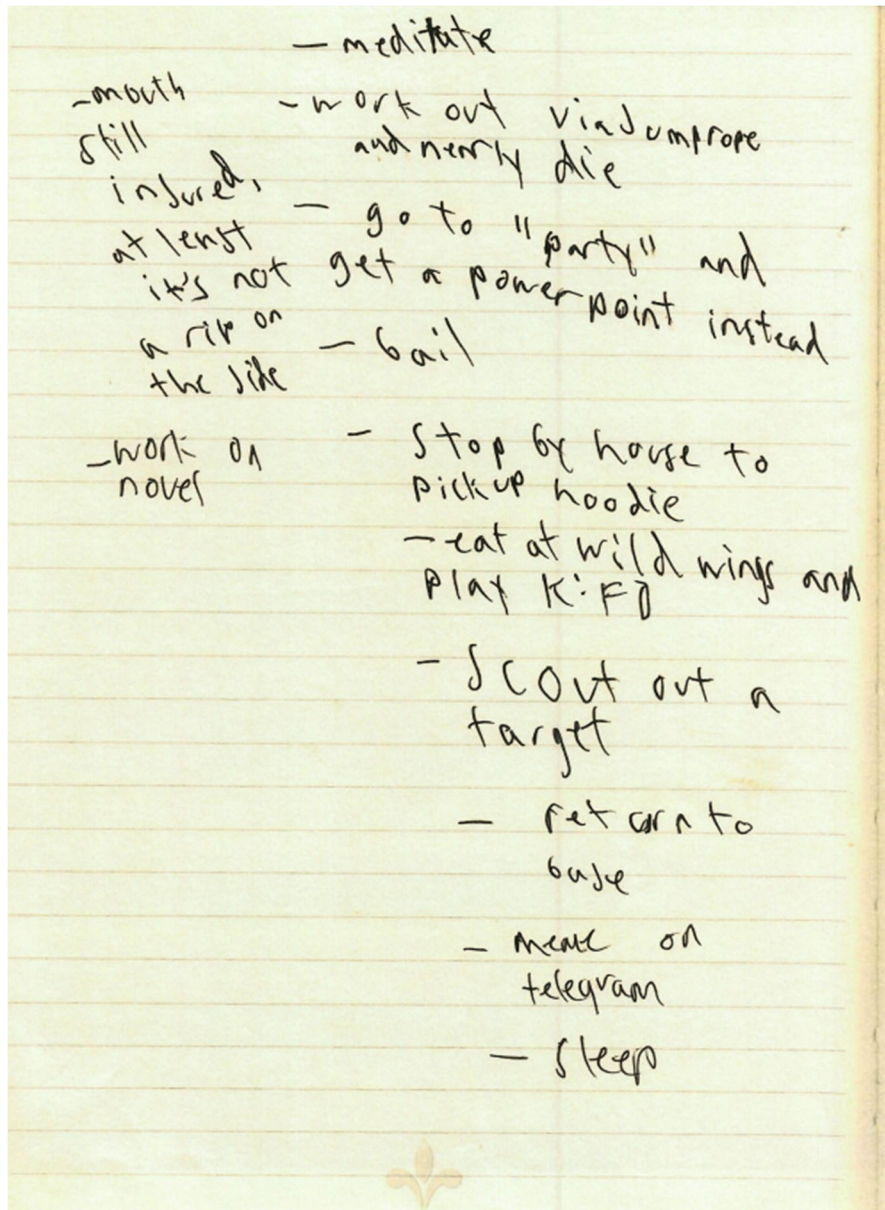 - meditate
- work out via Jumprope
and nearly die
- go to "party" and
get a powerpoint instead
- bail
- Stop by house to
pickup hoodie
- eat at wild wings and
play K:FD
- Scout out a
target
- return to
base
- meme on
telegram
- sleep
- mouth
still
injured,
at least
it's not
a rip on
the side
- work on
novel